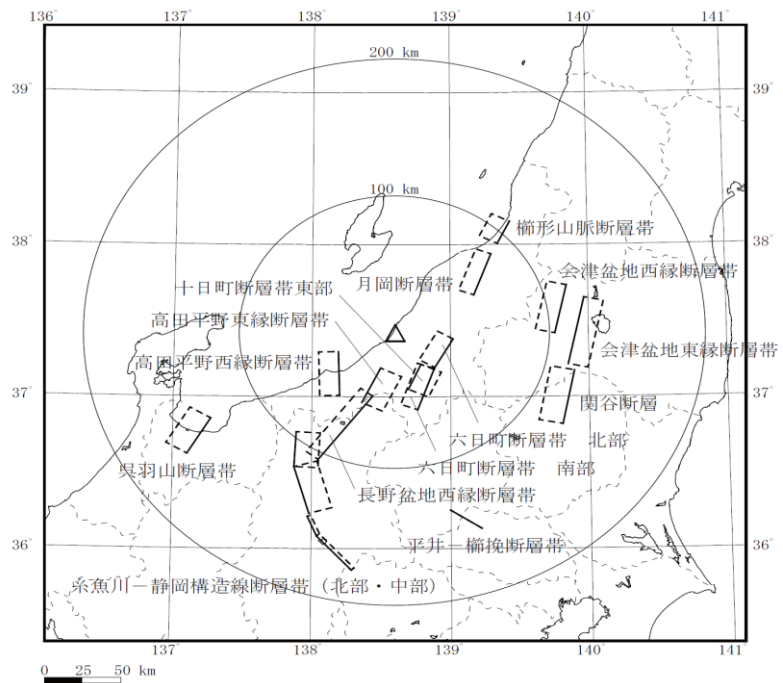 136° 137° 138° 139° 140° 141°
200 km
39° 39°
100 km
櫛形山脈断層帯
38° 38°
月岡断層帯
会津盆地西縁断層帯
十日町断層帯東部
高田平野東縁断層帯
高田平野西縁断層帯
会津盆地東縁断層帯
37° 37°
関谷断層
六日町断層帯 北部
呉羽山断層帯
六日町断層帯 南部
長野盆地西縁断層帯
平井－櫛挽断層帯
36° 36°
糸魚川－静岡構造線断層帯（北部・中部）
137° 138° 139° 140° 141°
0 25 50 km